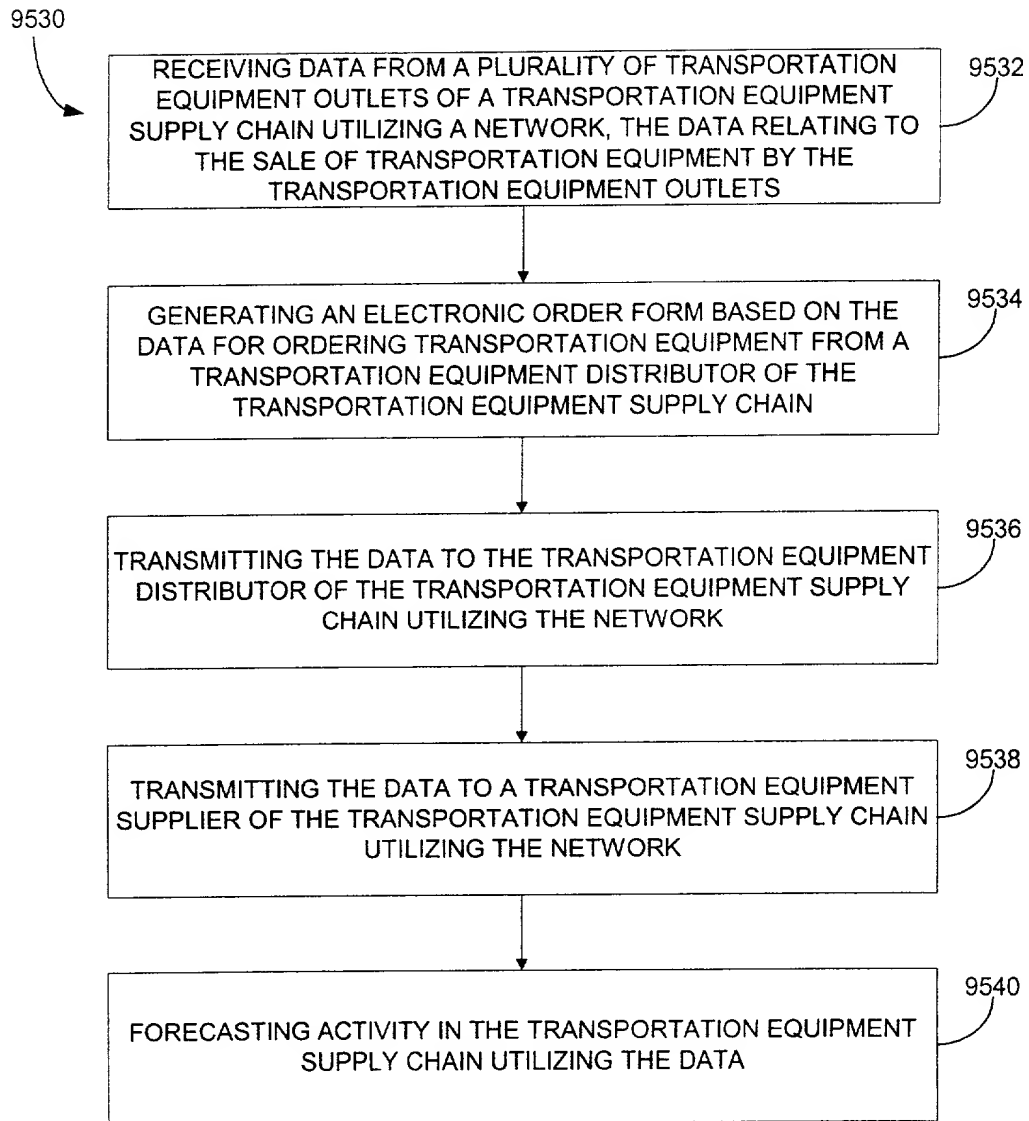 9530
RECEIVING DATA FROM A PLURALITY OF TRANSPORTATION
EQUIPMENT OUTLETS OF A TRANSPORTATION EQUIPMENT
SUPPLY CHAIN UTILIZING A NETWORK, THE DATA RELATING TO
THE SALE OF TRANSPORTATION EQUIPMENT BY THE
TRANSPORTATION EQUIPMENT OUTLETS
9532
GENERATING AN ELECTRONIC ORDER FORM BASED ON THE
DATA FOR ORDERING TRANSPORTATION EQUIPMENT FROM A
TRANSPORTATION EQUIPMENT DISTRIBUTOR OF THE
TRANSPORTATION EQUIPMENT SUPPLY CHAIN
9534
TRANSMITTING THE DATA TO THE TRANSPORTATION EQUIPMENT
DISTRIBUTOR OF THE TRANSPORTATION EQUIPMENT SUPPLY
CHAIN UTILIZING THE NETWORK
9536
TRANSMITTING THE DATA TO A TRANSPORTATION EQUIPMENT
SUPPLIER OF THE TRANSPORTATION EQUIPMENT SUPPLY CHAIN
UTILIZING THE NETWORK
9538
FORECASTING ACTIVITY IN THE TRANSPORTATION EQUIPMENT
SUPPLY CHAIN UTILIZING THE DATA
9540